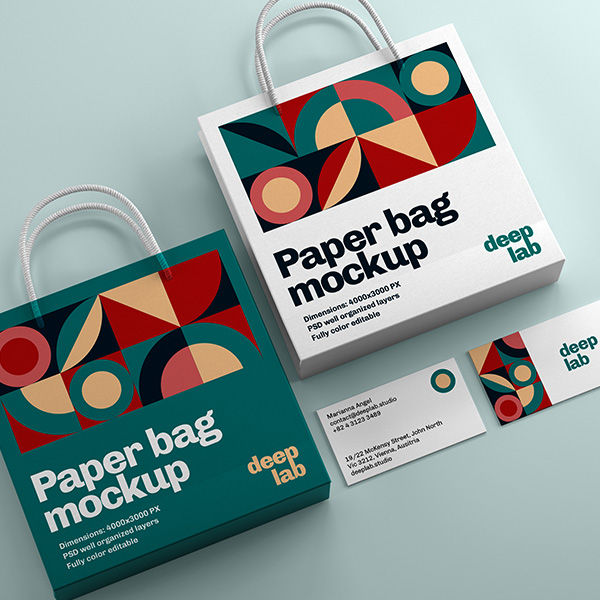 Paper bag
mockup
Dimensions: 4000x3000 PX
PSD well organized layers
Fully color editable
deep
lab
Paper bag
mockup
Dimensions: 4000x3000 PX
PSD well organized layers
Fully color editable
deep
lab
Marianna Angel
contact@deeplab.studio
+82 4 3123 3489
19/22 McKensy Street, John North
Vic 3212, Vienna, Ausitria
deeplab.studio
deep
lab